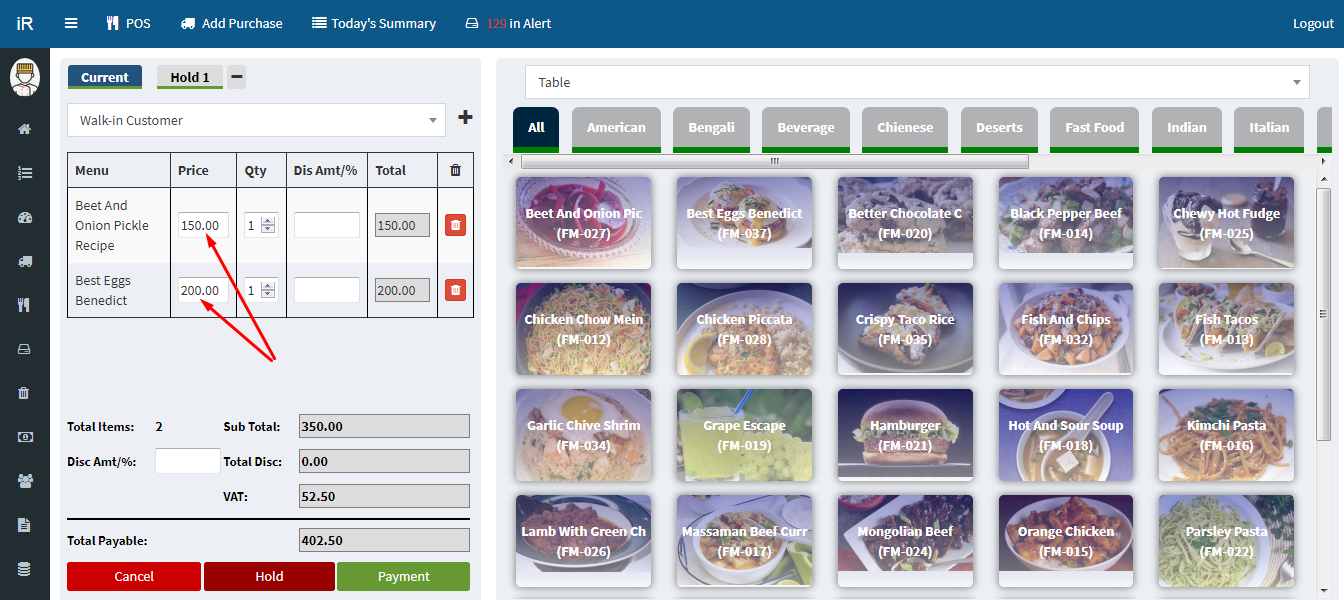 iR
POS
Add Purchase
Today's Summary
129 in Alert
Logout
Current
Hold 1
Walk-in Customer
Menu Price Qty Dis Amt/% Total
Beet And
Onion Pickle
Recipe
150.00 1 150.00
Best Eggs
Benedict
200.00 1 200.00
Total Items: 2 Sub Total: 350.00
Disc Amt/%: Total Disc: 0.00
VAT: 52.50
Total Payable: 402.50
Cancel
Hold
Payment
Table
All
American
Bengali
Beverage
Chienese
Deserts
Fast Food
Indian
Italian
Beet And Onion Pic
(FM-027)
Best Eggs Benedict
(FM-037)
Better Chocolate C
(FM-020)
Black Pepper Beef
(FM-014)
Chewy Hot Fudge
(FM-025)
Chicken Chow Mein
(FM-012)
Chicken Piccata
(FM-028)
Crispy Taco Rice
(FM-035)
Fish And Chips
(FM-032)
Fish Tacos
(FM-013)
Garlic Chive Shrim
(FM-034)
Grape Escape
(FM-019)
Hamburger
(FM-021)
Hot And Sour Soup
(FM-018)
Kimchi Pasta
(FM-016)
Lamb With Green Ch
(FM-026)
Massaman Beef Curr
(FM-017)
Mongolian Beef
(FM-024)
Orange Chicken
(FM-015)
Parsley Pasta
(FM-022)